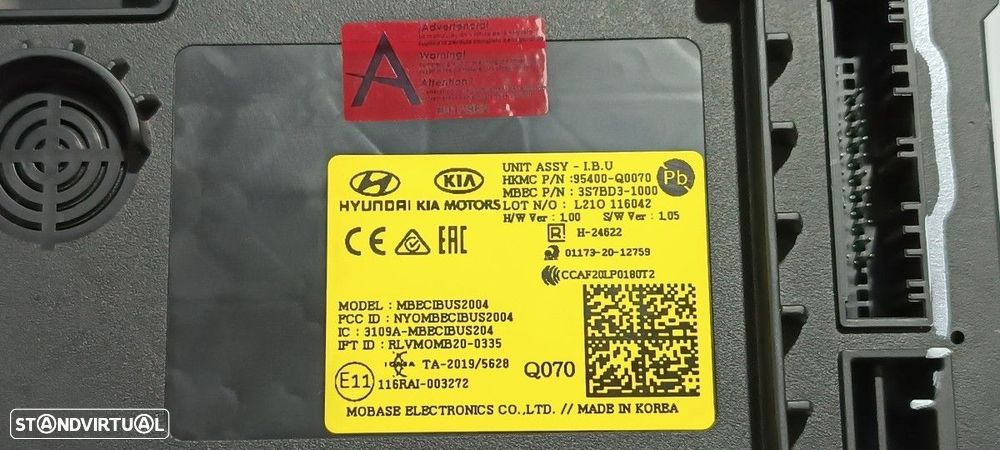 Advertencia!
A
Warning!
Attention!
UNIT ASSY - I.B.U
HKMC P/N :95400-Q0070
MBEC P/N : 3S7BD3-1000
LOT N/O : L21O 116042
H/W Ver : 1.00 S/W Ver : 1.05
Pb
HYUNDAI KIA MOTORS
KIA
CE EAC
R H-24622
01173-20-12759
CCAF20LP0180T2
MODEL : MBECIBUS2004
FCC ID : NYOMBECIBUS2004
IC : 3109A-MBECIBUS204
IFT ID : RLVMOMB20-0335
ICASA TA-2019/5628
E11 116RAI-003272
Q070
MOBASE ELECTRONICS CO.,LTD. // MADE IN KOREA
STANDVIRTUAL